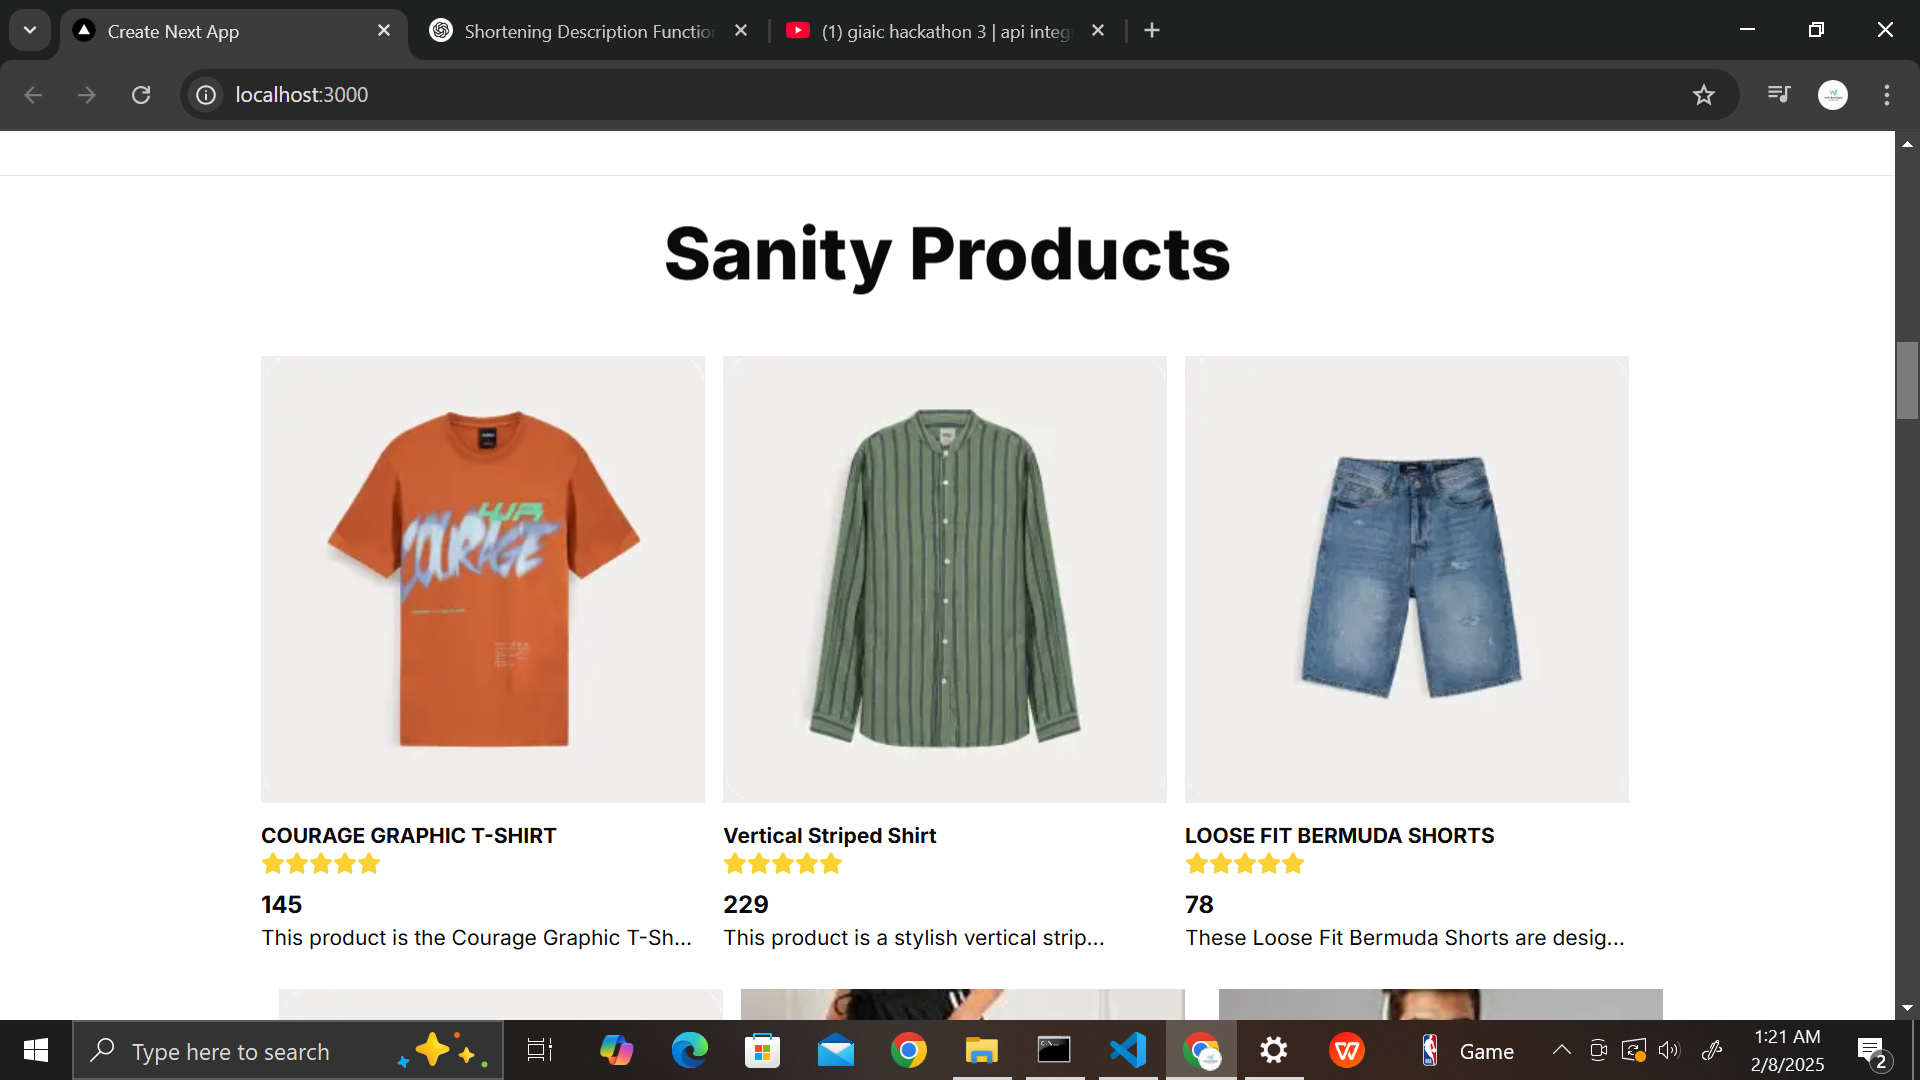 Create Next App
Shortening Description Function
(1) giaic hackathon 3 | api integ
localhost:3000
Sanity Products
COURAGE
COURAGE GRAPHIC T-SHIRT
Vertical Striped Shirt
LOOSE FIT BERMUDA SHORTS
145
229
78
This product is the Courage Graphic T-Sh...
This product is a stylish vertical strip...
These Loose Fit Bermuda Shorts are desig...
Type here to search
Game
1:21 AM
2/8/2025
2